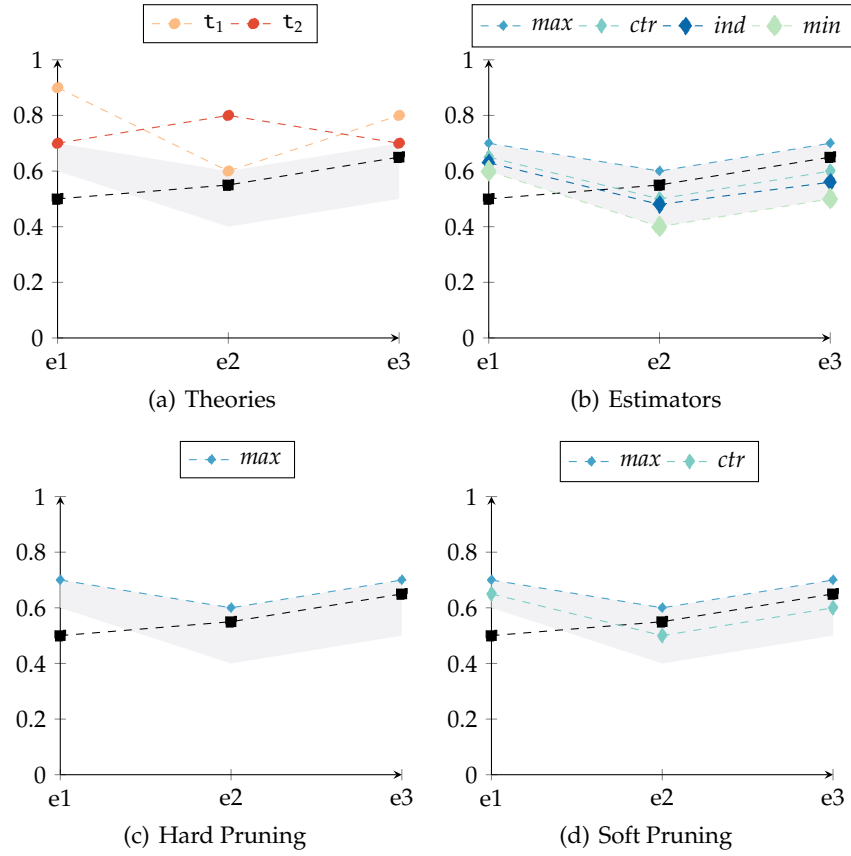 t₁ t₂
1
0.8
0.6
0.4
0.2
0
e1 e2 e3
(a) Theories
max ctr ind min
1
0.8
0.6
0.4
0.2
0
e1 e2 e3
(b) Estimators
max
1
0.8
0.6
0.4
0.2
0
e1 e2 e3
(c) Hard Pruning
max ctr
1
0.8
0.6
0.4
0.2
0
e1 e2 e3
(d) Soft Pruning